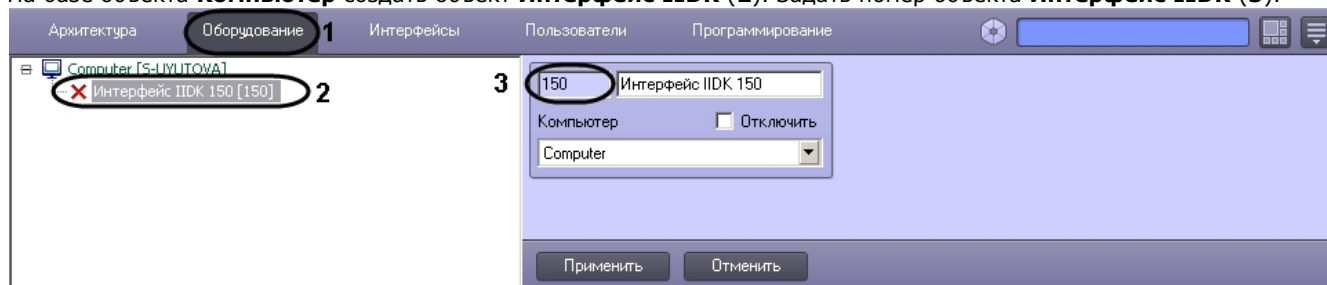 На базе объекта Компьютер создать объект Интерфейс IIDK (2). Задать номер объекта Интерфейс IIDK (3).
Архитектура Оборудование 1 Интерфейсы Пользователи Программирование
Computer [S-UYUTOVA]
Интерфейс IIDK 150 [150] 2
3 150 Интерфейс IIDK 150
Компьютер Отключить
Computer
Применить Отменить